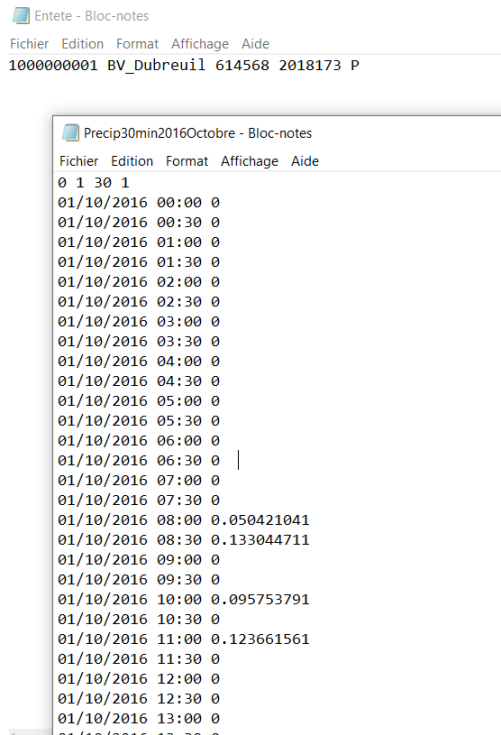 Entete - Bloc-notes
Fichier Edition Format Affichage Aide
1000000001 BV_Dubreuil 614568 2018173 P
Precip30min2016Octobre - Bloc-notes
Fichier Edition Format Affichage Aide
0 1 30 1
01/10/2016 00:00 0
01/10/2016 00:30 0
01/10/2016 01:00 0
01/10/2016 01:30 0
01/10/2016 02:00 0
01/10/2016 02:30 0
01/10/2016 03:00 0
01/10/2016 03:30 0
01/10/2016 04:00 0
01/10/2016 04:30 0
01/10/2016 05:00 0
01/10/2016 05:30 0
01/10/2016 06:00 0
01/10/2016 06:30 0
01/10/2016 07:00 0
01/10/2016 07:30 0
01/10/2016 08:00 0.050421041
01/10/2016 08:30 0.133044711
01/10/2016 09:00 0
01/10/2016 09:30 0
01/10/2016 10:00 0.095753791
01/10/2016 10:30 0
01/10/2016 11:00 0.123661561
01/10/2016 11:30 0
01/10/2016 12:00 0
01/10/2016 12:30 0
01/10/2016 13:00 0